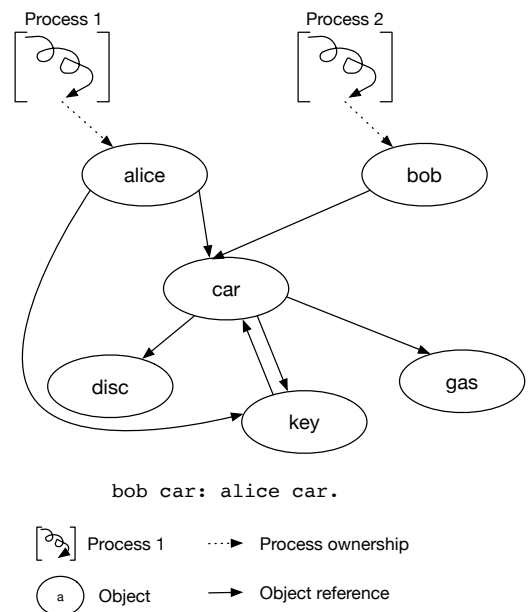 Process 1
Process 2
alice
bob
car
disc
gas
key
bob car: alice car.
Process 1
Process ownership
a
Object
Object reference